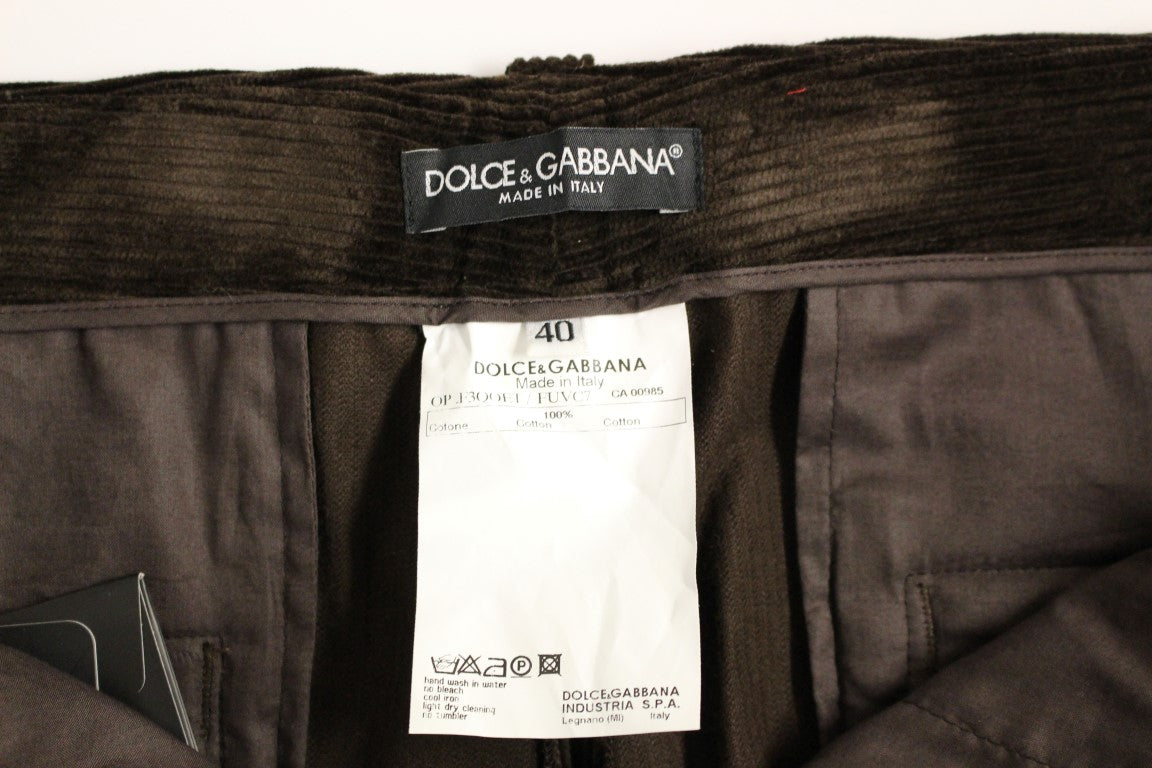 DOLCE & GABBANA®
MADE IN ITALY
40
DOLCE&GABBANA
Made in Italy
OP CA 00985
100%
Cotone Cotton Cotton
hand wash in water
no bleach
cool iron
light dry cleaning
no tumbler
DOLCE&GABBANA
INDUSTRIA S.P.A.
Legnano (MI) Italy